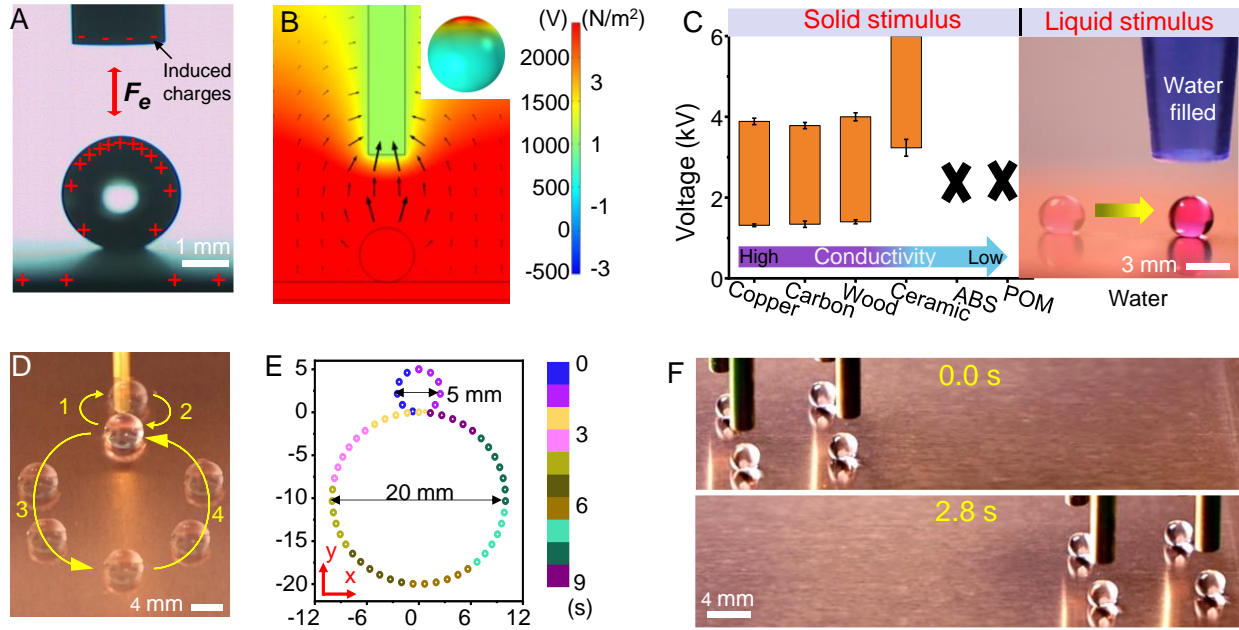 A
- - - -
Induced
charges
Fe
+ + + + + + + + + + + + + + +
1 mm
+ + + +
B
(V)
(N/m²)
2000
1500
1000
500
0
-500
3
1
-1
-3
C
Solid stimulus
Liquid stimulus
Voltage (kV)
6
4
2
0
X X
High
Conductivity
Low
Copper
Carbon
Wood
Ceramic
ABS
POM
Water
filled
3 mm
Water
D
1
2
3
4
4 mm
E
5
0
-5
-10
-15
-20
5 mm
20 mm
y
x
-12
-6
0
6
12
0
3
6
9
(s)
F
0.0 s
2.8 s
4 mm